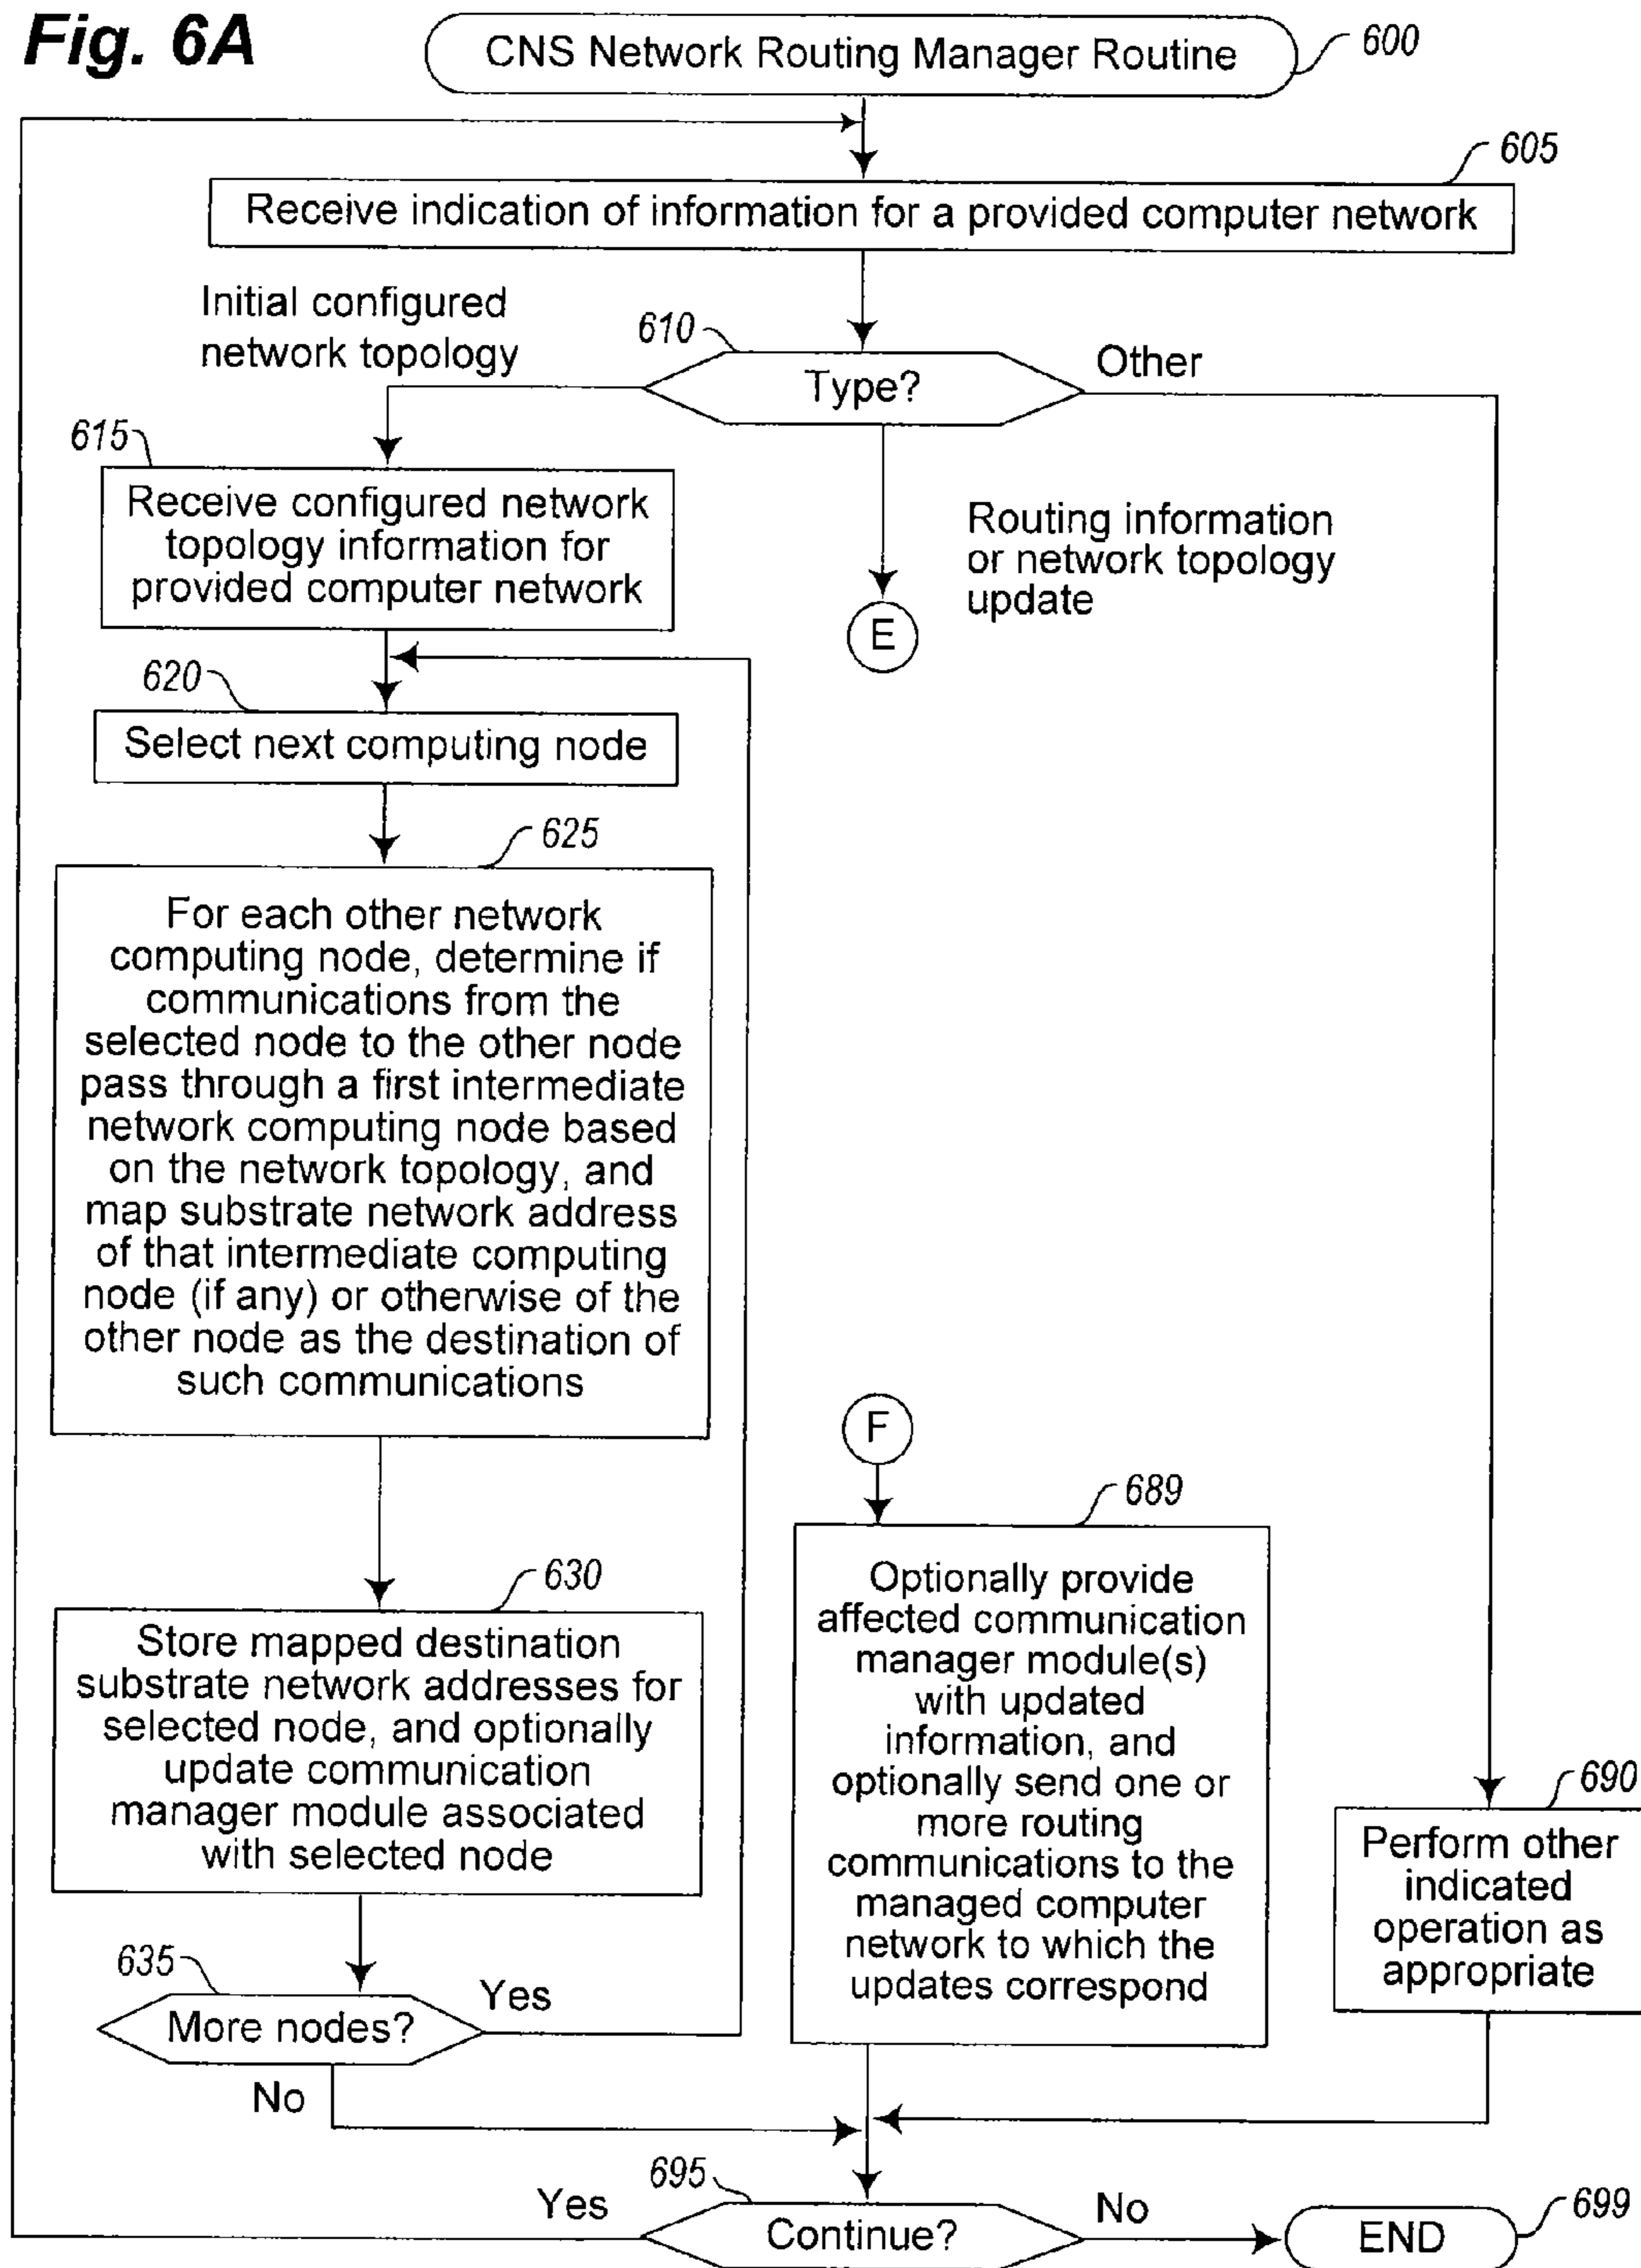 Fig. 6A
CNS Network Routing Manager Routine
600
605
Receive indication of information for a provided computer network
Initial configured
network topology
610
Type?
Other
615
Receive configured network
topology information for
provided computer network
Routing information
or network topology
update
E
620
Select next computing node
625
For each other network
computing node, determine if
communications from the
selected node to the other node
pass through a first intermediate
network computing node based
on the network topology, and
map substrate network address
of that intermediate computing
node (if any) or otherwise of the
other node as the destination of
such communications
F
689
Optionally provide
affected communication
manager module(s)
with updated
information, and
optionally send one or
more routing
communications to the
managed computer
network to which the
updates correspond
630
Store mapped destination
substrate network addresses for
selected node, and optionally
update communication
manager module associated
with selected node
690
Perform other
indicated
operation as
appropriate
635
More nodes?
Yes
No
695
Yes
Continue?
No
END
699